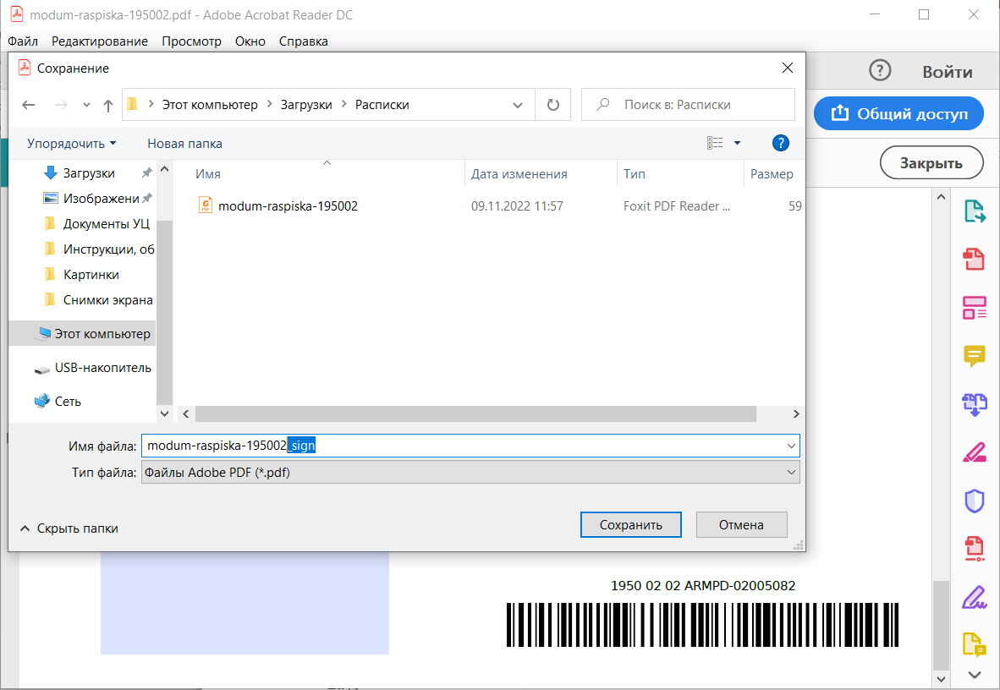 modum-raspiska-195002.pdf - Adobe Acrobat Reader DC
Файл Редактирование Просмотр Окно Справка
Сохранение
Войти
Этот компьютер Загрузки Расписки
Поиск в: Расписки
Общий доступ
Упорядочить Новая папка
Закрыть
Имя Дата изменения Тип Размер
modum-raspiska-195002 09.11.2022 11:57 Foxit PDF Reader ... 59
Загрузки
Изображени
Документы УЦ
Инструкции, об
Картинки
Снимки экрана
Этот компьютер
USB-накопитель
Сеть
Имя файла: modum-raspiska-195002_sign
Тип файла: Файлы Adobe PDF (*.pdf)
Скрыть папки
Сохранить Отмена
1950 02 02 ARMPD-02005082